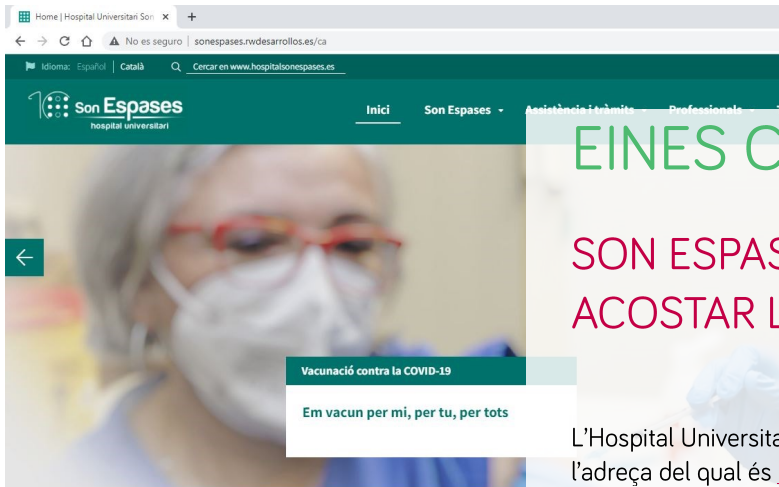 Home | Hospital Universitari Son
No es seguro | sonespases.rwdesarrollos.es/ca
Idioma: Español | Català Cercar en www.hospitalsonespases.es
Son Espases
hospital universitari
Inici Son Espases Assistència i tràmits Professionals
EINES C
SON ESPAS
ACOSTAR L
Vacunació contra la COVID-19
Em vacun per mi, per tu, per tots
L’Hospital Universita
l’adreça del qual és